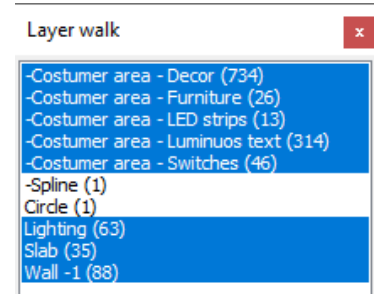 Layer walk
x
-Costumer area - Decor (734)
-Costumer area - Furniture (26)
-Costumer area - LED strips (13)
-Costumer area - Luminuos text (314)
-Costumer area - Switches (46)
-Spline (1)
Circle (1)
Lighting (63)
Slab (35)
Wall -1 (88)